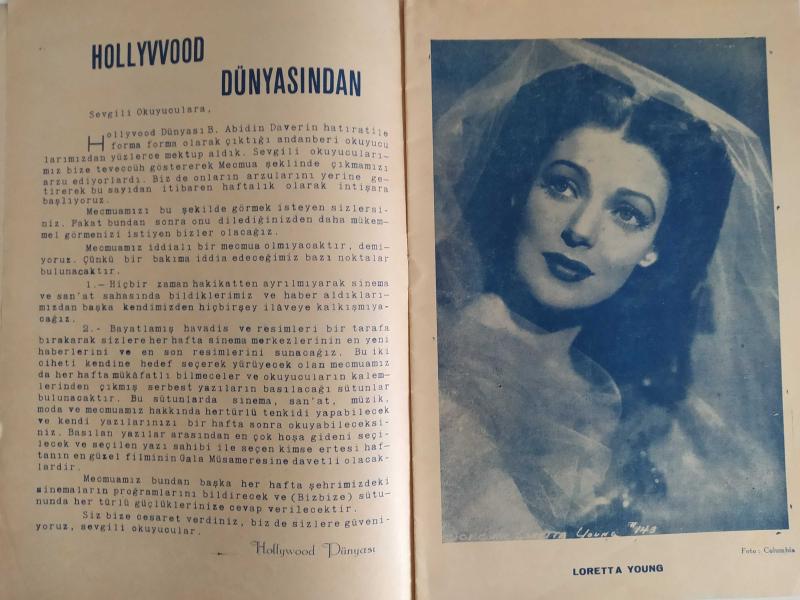 HOLLYVVOOD
DÜNYASINDAN
Sevgili Okuyuculara,
Hollyvood Dünyası B. Abidin Daverin hatıratile
forma forma olarak çıktığı andanberi okuyucu
larımızdan yüzlerce mektup aldık. Sevgili okuyucuları-
mız bize teveccüh göstererek Mecmua şeklinde çıkmamızı
arzu ediyorlardı. Biz de onların arzularını yerine ge-
tirerek bu sayıdan itibaren haftalık olarak intişara
başlıyoruz.
Mecmuamızı bu şekilde görmek isteyen sizlersi-
niz. Fakat bundan sonra onu dilediğinizden daha mükem-
mel görmenizi istiyen bizler olacağız.
Mecmuamız iddialı bir mecmua olmıyacaktır, demi-
yoruz. Çünkü bir bakıma iddia edeceğimiz bazı noktalar
bulunacaktır.
1.- Hiçbir zaman hakikatten ayrılmıyarak sinema
ve san'at sahasında bildiklerimiz ve haber aldıkları-
mızdan başka kendimizden hiçbirşey ilâveye kalkışmıya-
cağız.
2.- Bayatlamış havadis ve resimleri bir tarafa
bırakarak sizlere her hafta sinema merkezlerinin en yeni
haberlerini ve en son resimlerini sunacağız. Bu iki
ciheti kendine hedef seçerek yürüyecek olan mecmuamız
da her hafta mükâfatlı bilmeceler ve okuyucuların kalem-
lerinden çıkmış serbest yazıların basılacağı sütunlar
bulunacaktır. Bu sütunlarda sinema, san'at, müzik,
moda ve mecmuamız hakkında hertürlü tenkidi yapabilecek
ve kendi yazılarınızı bir hafta sonra okuyabileceksi-
niz. Basılan yazılar arasından en çok hoşa gideni seçi-
lecek ve seçilen yazı sahibi ile seçen kimse ertesi haf-
tanın en güzel filminin Gala Müsameresine davetli olacak-
lardır.
Mecmuamız bundan başka her hafta şehrimizdeki
sinemaların proğramlarını bildirecek ve (Bizbize) sütu-
nunda her türlü güçlüklerinize cevap verilecektir.
Siz bize cesaret verdiniz, biz de sizlere güveni-
yoruz, sevgili okuyucular.
Hollywood Dünyası
Young #143
Foto: Columbia
LORETTA YOUNG